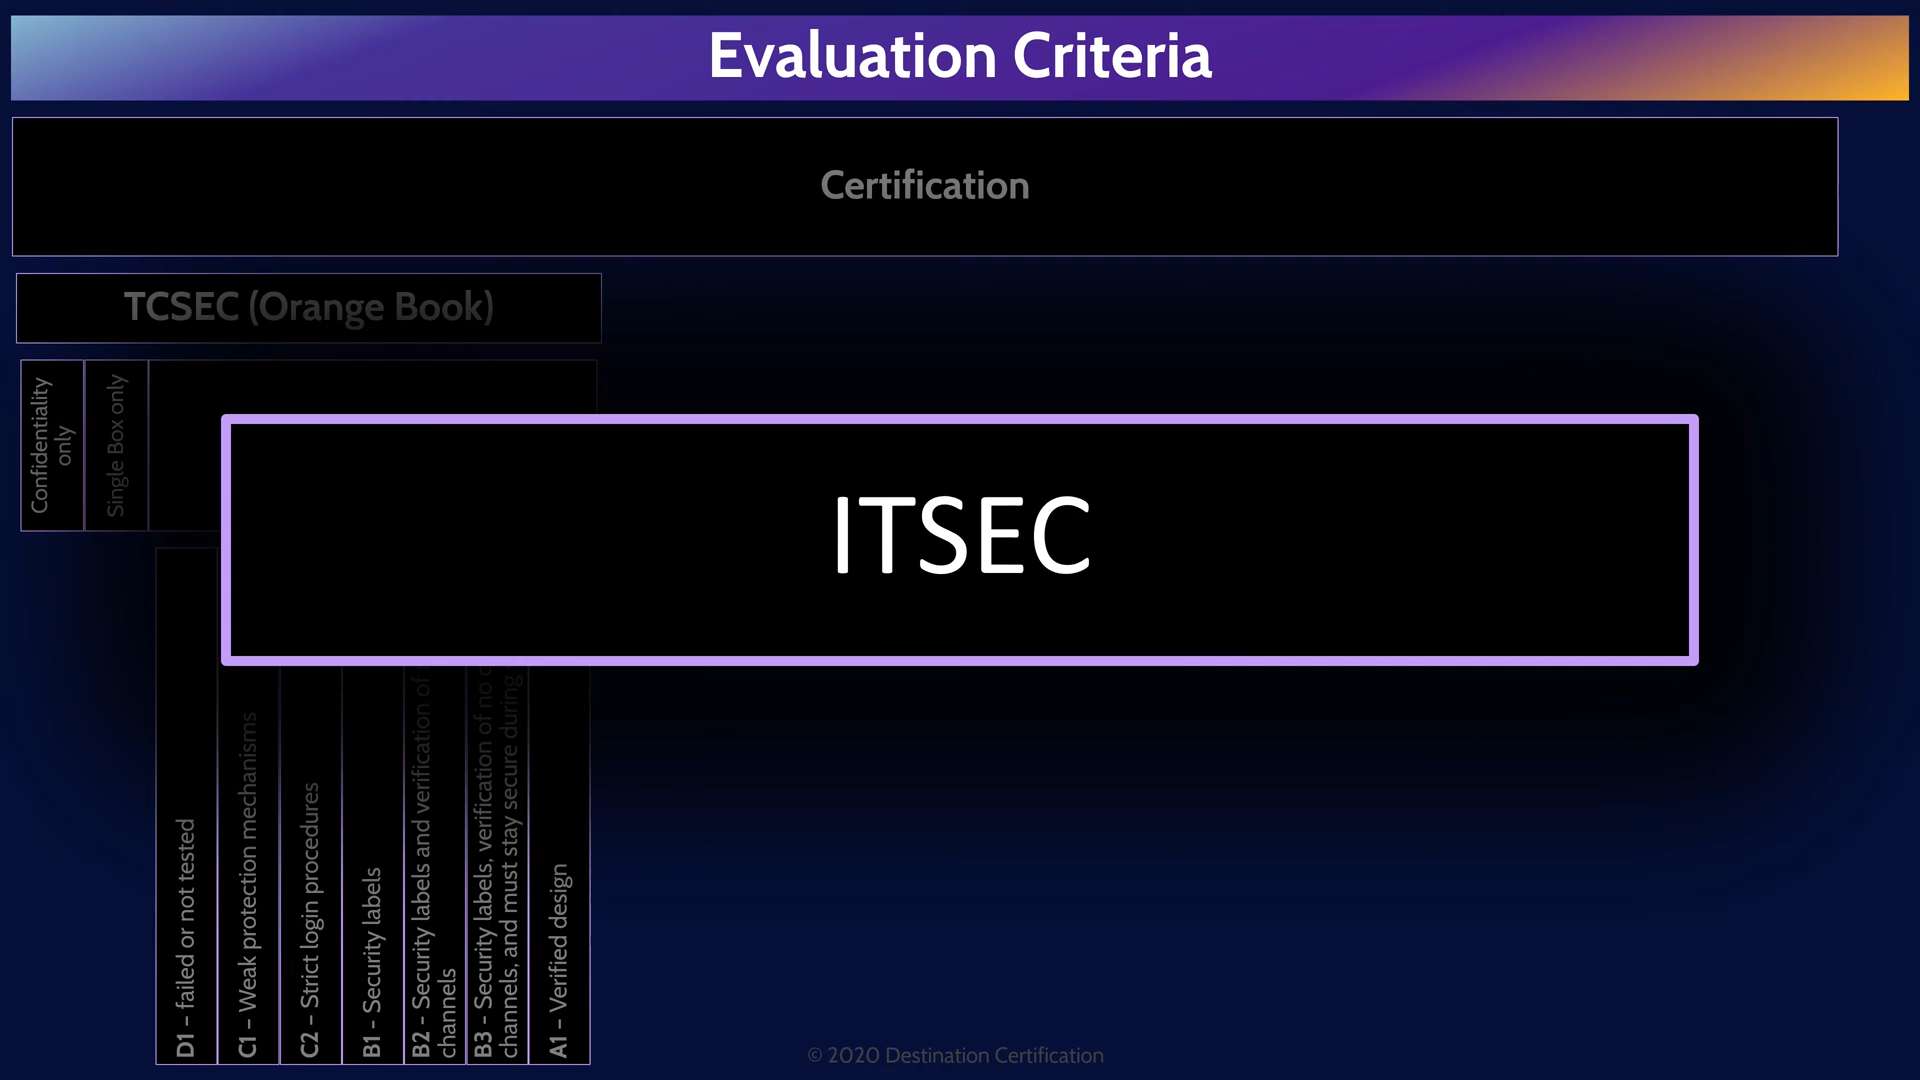 Evaluation Criteria
Certification
TCSEC (Orange Book)
Confidentiality
only
Single Box only
ITSEC
D1 – failed or not tested
C1 – Weak protection mechanisms
C2 – Strict login procedures
B1 - Security labels
B2 - Security labels and verification of
channels
B3 - Security labels, verification of no
channels, and must stay secure during
A1 – Verified design
© 2020 Destination Certification